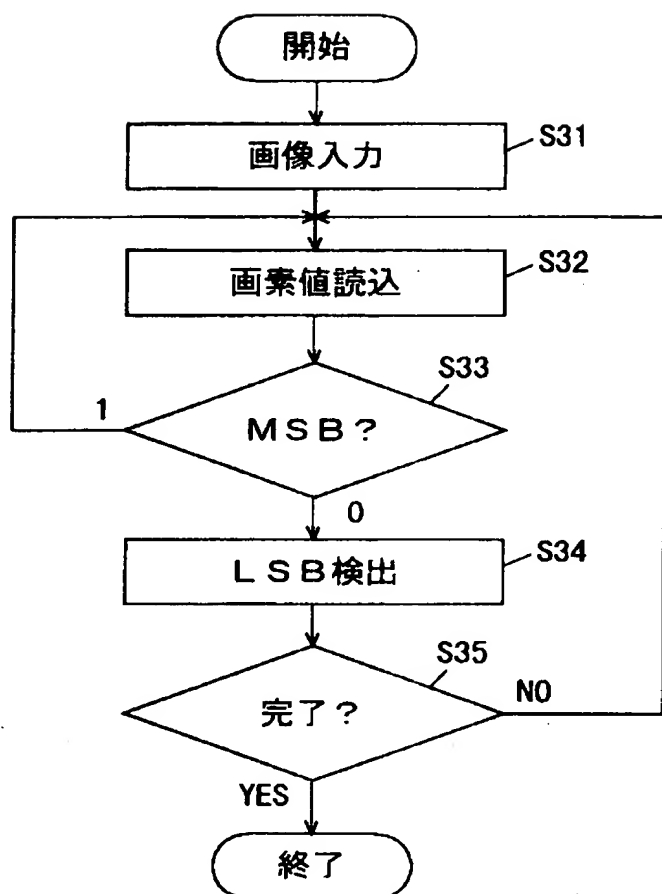 開始
画像入力
S31
画素値読込
S32
S33
MSB?
1
0
LSB検出
S34
S35
完了?
NO
YES
終了